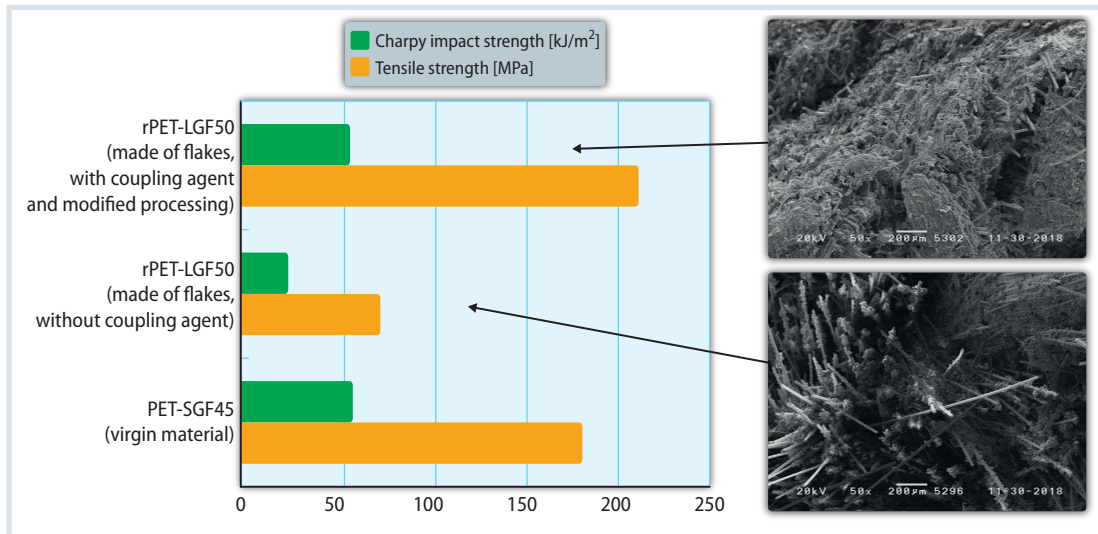 Charpy impact strength [kJ/m²]
Tensile strength [MPa]
rPET-LGF50
(made of flakes,
with coupling agent
and modified processing)
rPET-LGF50
(made of flakes,
without coupling agent)
PET-SGF45
(virgin material)
0 50 100 150 200 250
20kV 50x 200µm 5302 11-30-2018
20kV 50x 200µm 5296 11-30-2018